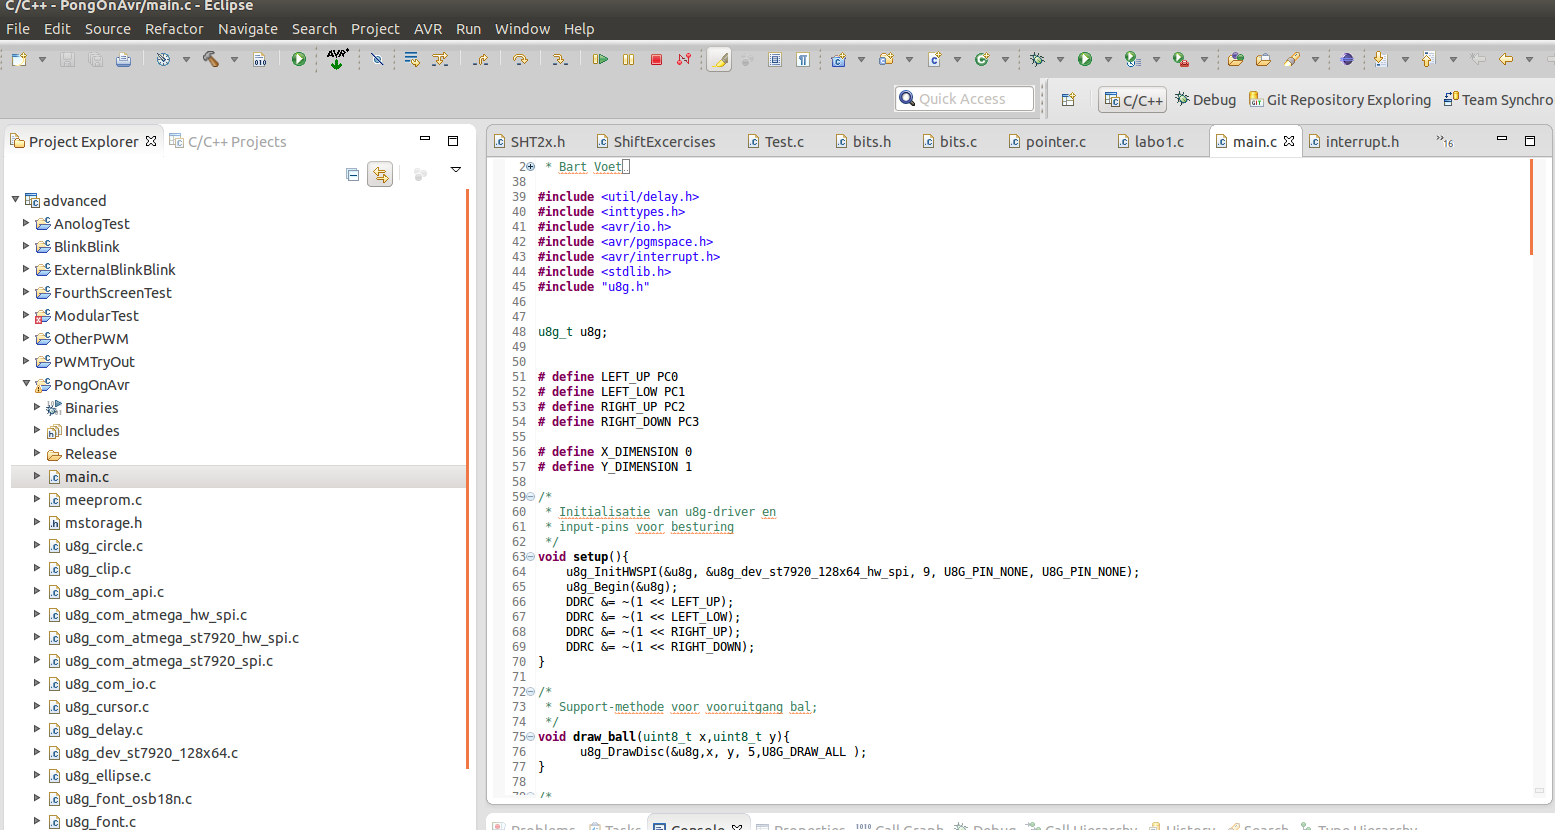 C/C++ - PongOnAvr/main.c - Eclipse
File Edit Source Refactor Navigate Search Project AVR Run Window Help
Quick Access C/C++ Debug Git Repository Exploring Team Synchro
Project Explorer C/C++ Projects
advanced
AnologTest
BlinkBlink
ExternalBlinkBlink
FourthScreenTest
ModularTest
OtherPWM
PWMTryOut
PongOnAvr
Binaries
Includes
Release
main.c
meeprom.c
mstorage.h
u8g_circle.c
u8g_clip.c
u8g_com_api.c
u8g_com_atmega_hw_spi.c
u8g_com_atmega_st7920_hw_spi.c
u8g_com_atmega_st7920_spi.c
u8g_com_io.c
u8g_cursor.c
u8g_delay.c
u8g_dev_st7920_128x64.c
u8g_ellipse.c
u8g_font_osb18n.c
u8g_font.c
SHT2x.h ShiftExcercises Test.c bits.h bits.c pointer.c labo1.c main.c interrupt.h »16
2 * Bart Voet
38
39 #include <util/delay.h>
40 #include <inttypes.h>
41 #include <avr/io.h>
42 #include <avr/pgmspace.h>
43 #include <avr/interrupt.h>
44 #include <stdlib.h>
45 #include "u8g.h"
46
47
48 u8g_t u8g;
49
50
51 # define LEFT_UP PC0
52 # define LEFT_LOW PC1
53 # define RIGHT_UP PC2
54 # define RIGHT_DOWN PC3
55
56 # define X_DIMENSION 0
57 # define Y_DIMENSION 1
58
59 /*
60 * Initialisatie van u8g-driver en
61 * input-pins voor besturing
62 */
63 void setup(){
64 u8g_InitHWSPI(&u8g, &u8g_dev_st7920_128x64_hw_spi, 9, U8G_PIN_NONE, U8G_PIN_NONE);
65 u8g_Begin(&u8g);
66 DDRC &= ~(1 << LEFT_UP);
67 DDRC &= ~(1 << LEFT_LOW);
68 DDRC &= ~(1 << RIGHT_UP);
69 DDRC &= ~(1 << RIGHT_DOWN);
70 }
71
72 /*
73 * Support-methode voor vooruitgang bal;
74 */
75 void draw_ball(uint8_t x,uint8_t y){
76 u8g_DrawDisc(&u8g,x, y, 5,U8G_DRAW_ALL );
77 }
78
79 /*
Problems Tasks Console Properties Call Graph Debug Call Hierarchy History Search Type Hierarchy